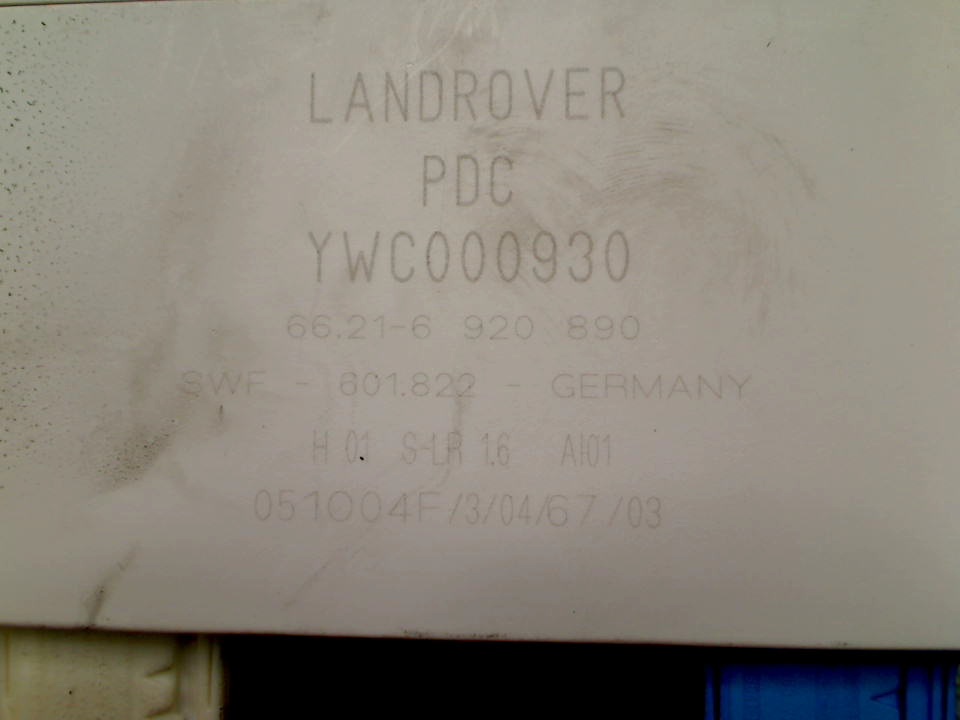 LANDROVER
PDC
YWC000930
66.21-6 920 890
SWF - 601.822 - GERMANY
H 01 S-LR 1.6 AI01
051004F/3/04/67/03